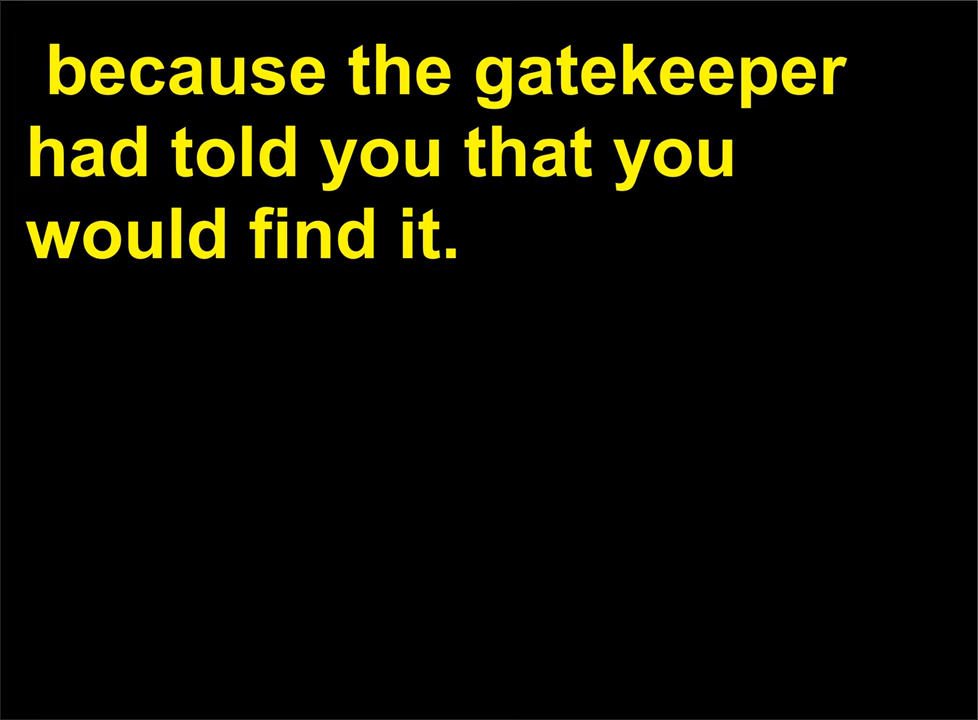 because the gatekeeper
had told you that you
would find it.